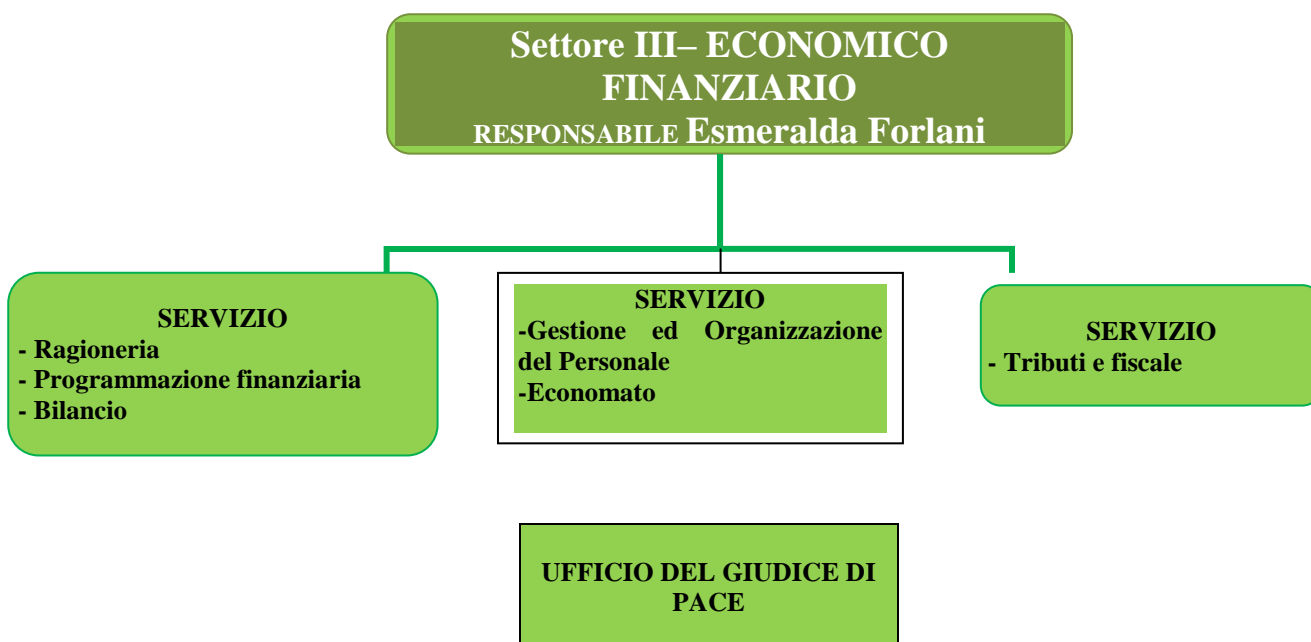 Settore III– ECONOMICO
FINANZIARIO
RESPONSABILE Esmeralda Forlani
SERVIZIO
- Ragioneria
- Programmazione finanziaria
- Bilancio
SERVIZIO
-Gestione ed Organizzazione
del Personale
-Economato
SERVIZIO
- Tributi e fiscale
UFFICIO DEL GIUDICE DI
PACE